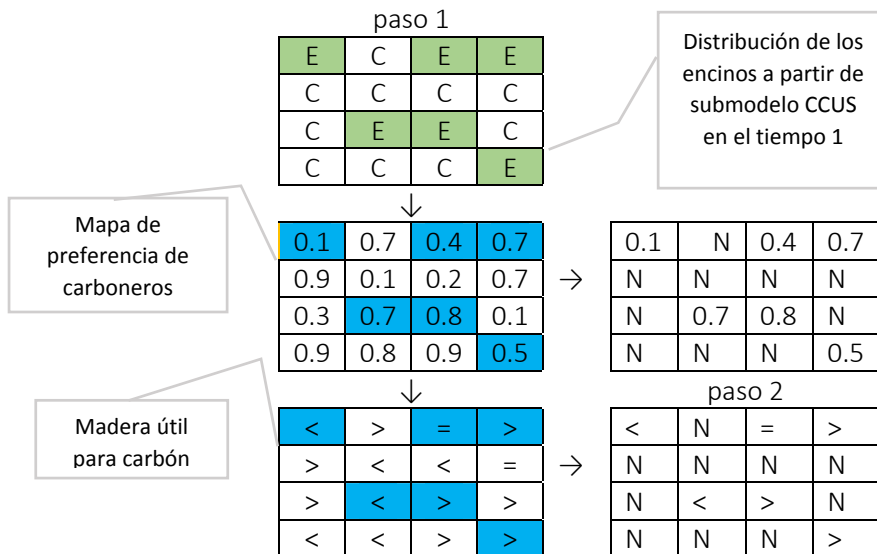 paso 1
E C E E
C C C C
C E E C
C C C E
Distribución de los
encinos a partir de
submodelo CCUS
en el tiempo 1
↓
Mapa de
preferencia de
carboneros
0.1 0.7 0.4 0.7
0.9 0.1 0.2 0.7
0.3 0.7 0.8 0.1
0.9 0.8 0.9 0.5
→
0.1 N 0.4 0.7
N N N N
N 0.7 0.8 N
N N N 0.5
↓
paso 2
Madera útil
para carbón
< > = >
> < < =
> < > >
< < > >
→
< N = >
N N N N
N < > N
N N N >